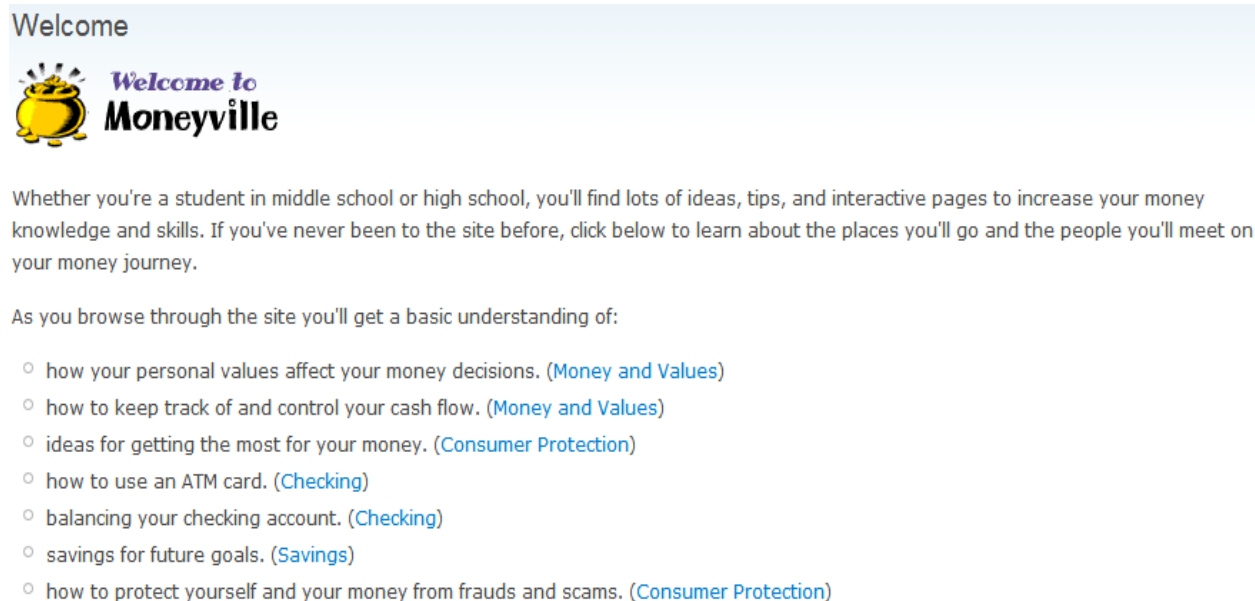 Welcome
Welcome to
Moneyville
Whether you're a student in middle school or high school, you'll find lots of ideas, tips, and interactive pages to increase your money
knowledge and skills. If you've never been to the site before, click below to learn about the places you'll go and the people you'll meet on
your money journey.
As you browse through the site you'll get a basic understanding of:
how your personal values affect your money decisions. (Money and Values)
how to keep track of and control your cash flow. (Money and Values)
ideas for getting the most for your money. (Consumer Protection)
how to use an ATM card. (Checking)
balancing your checking account. (Checking)
savings for future goals. (Savings)
how to protect yourself and your money from frauds and scams. (Consumer Protection)